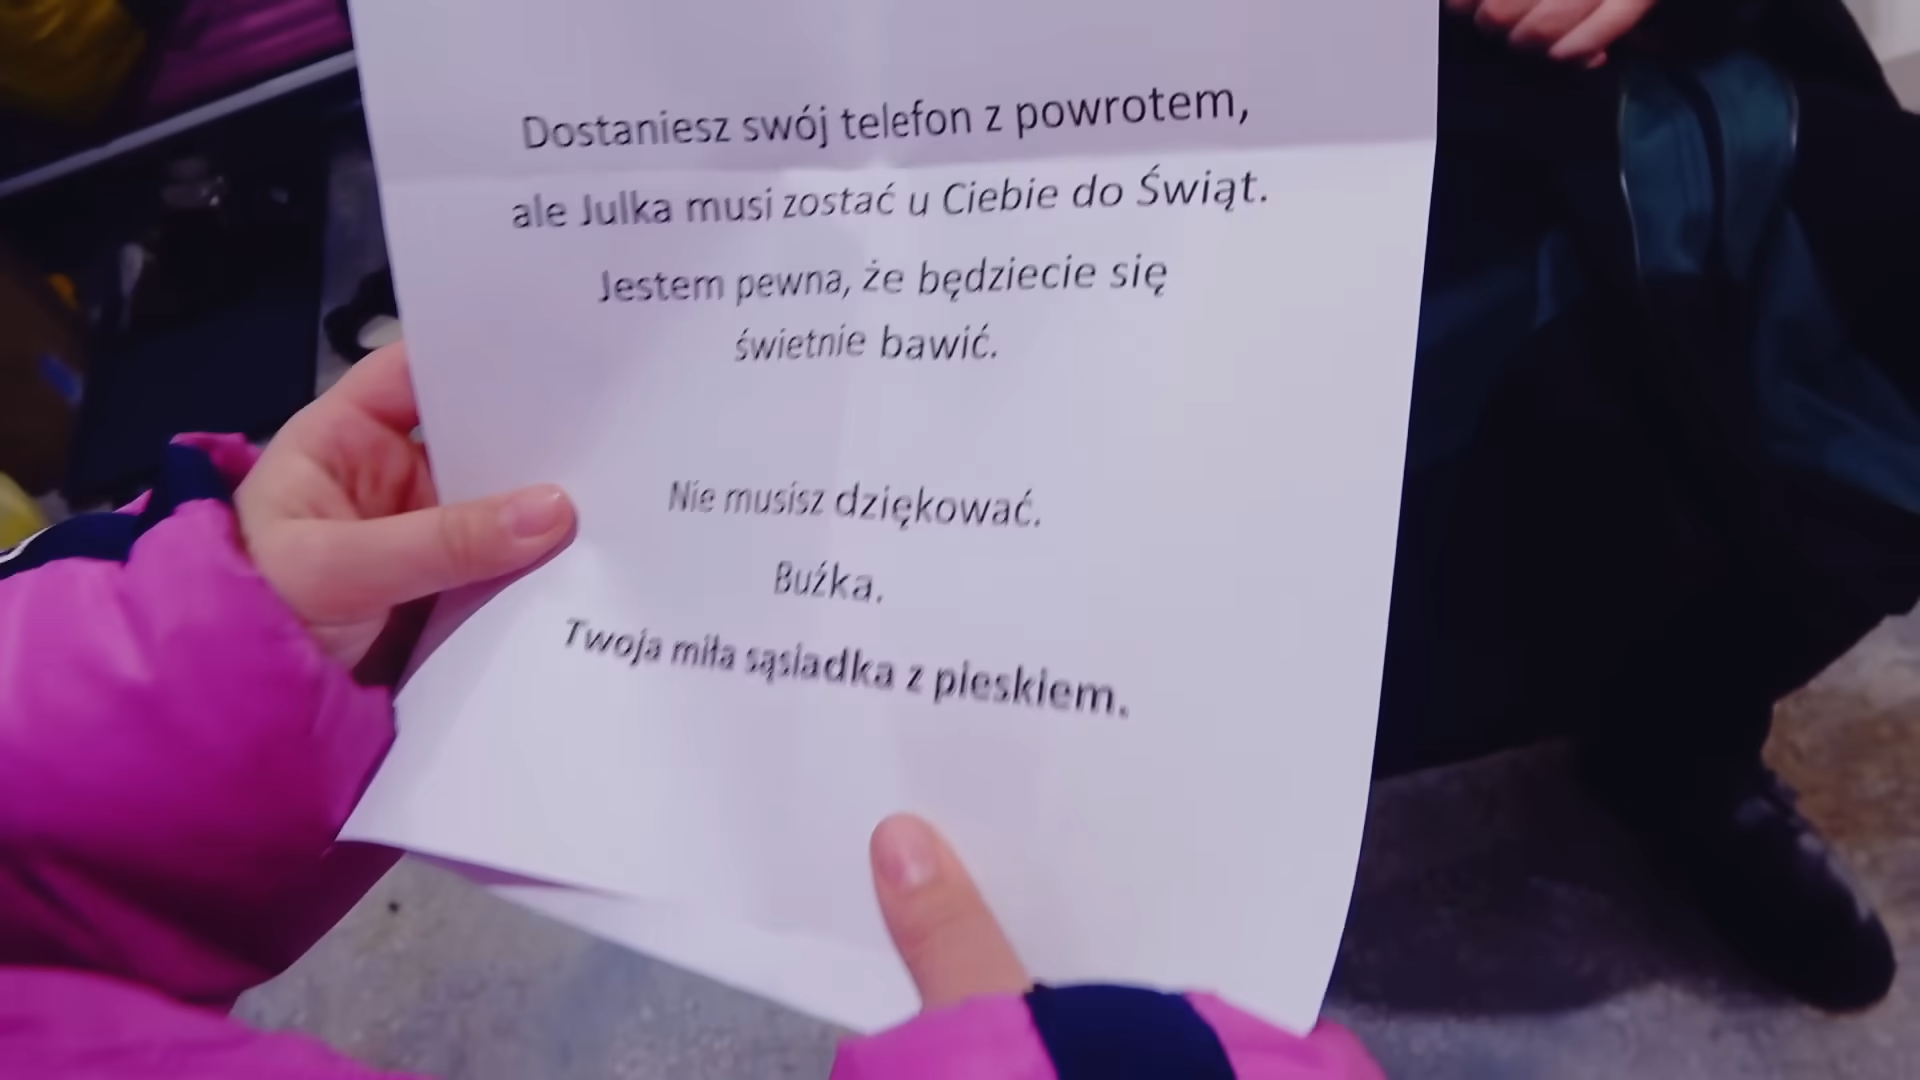 Dostaniesz swój telefon z powrotem,
ale Julka musi zostać u Ciebie do Świąt.
Jestem pewna, że będziecie się
świetnie bawić.
Nie musisz dziękować.
Buźka.
Twoja miła sąsiadka z pieskiem.